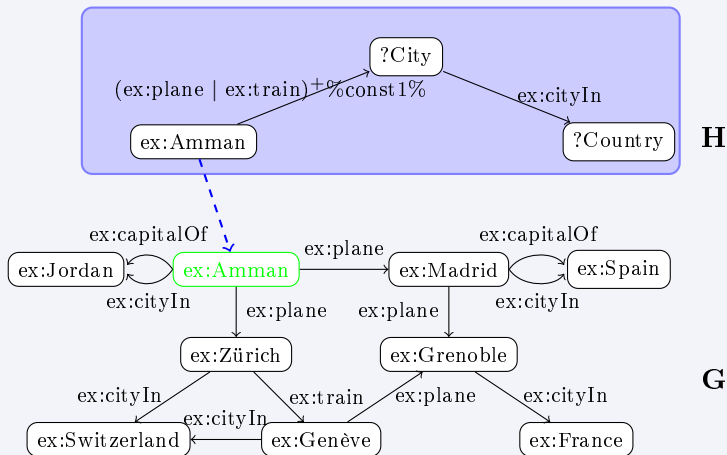 ?City
(ex:plane | ex:train)+%const1%
ex:cityIn
H
ex:Amman
?Country
ex:capitalOf
ex:capitalOf
ex:plane
ex:Jordan
ex:Amman
ex:Madrid
ex:Spain
ex:cityIn
ex:cityIn
ex:plane
ex:plane
ex:Zürich
ex:Grenoble
G
ex:cityIn
ex:train
ex:plane
ex:cityIn
ex:cityIn
ex:Switzerland
ex:Genève
ex:France